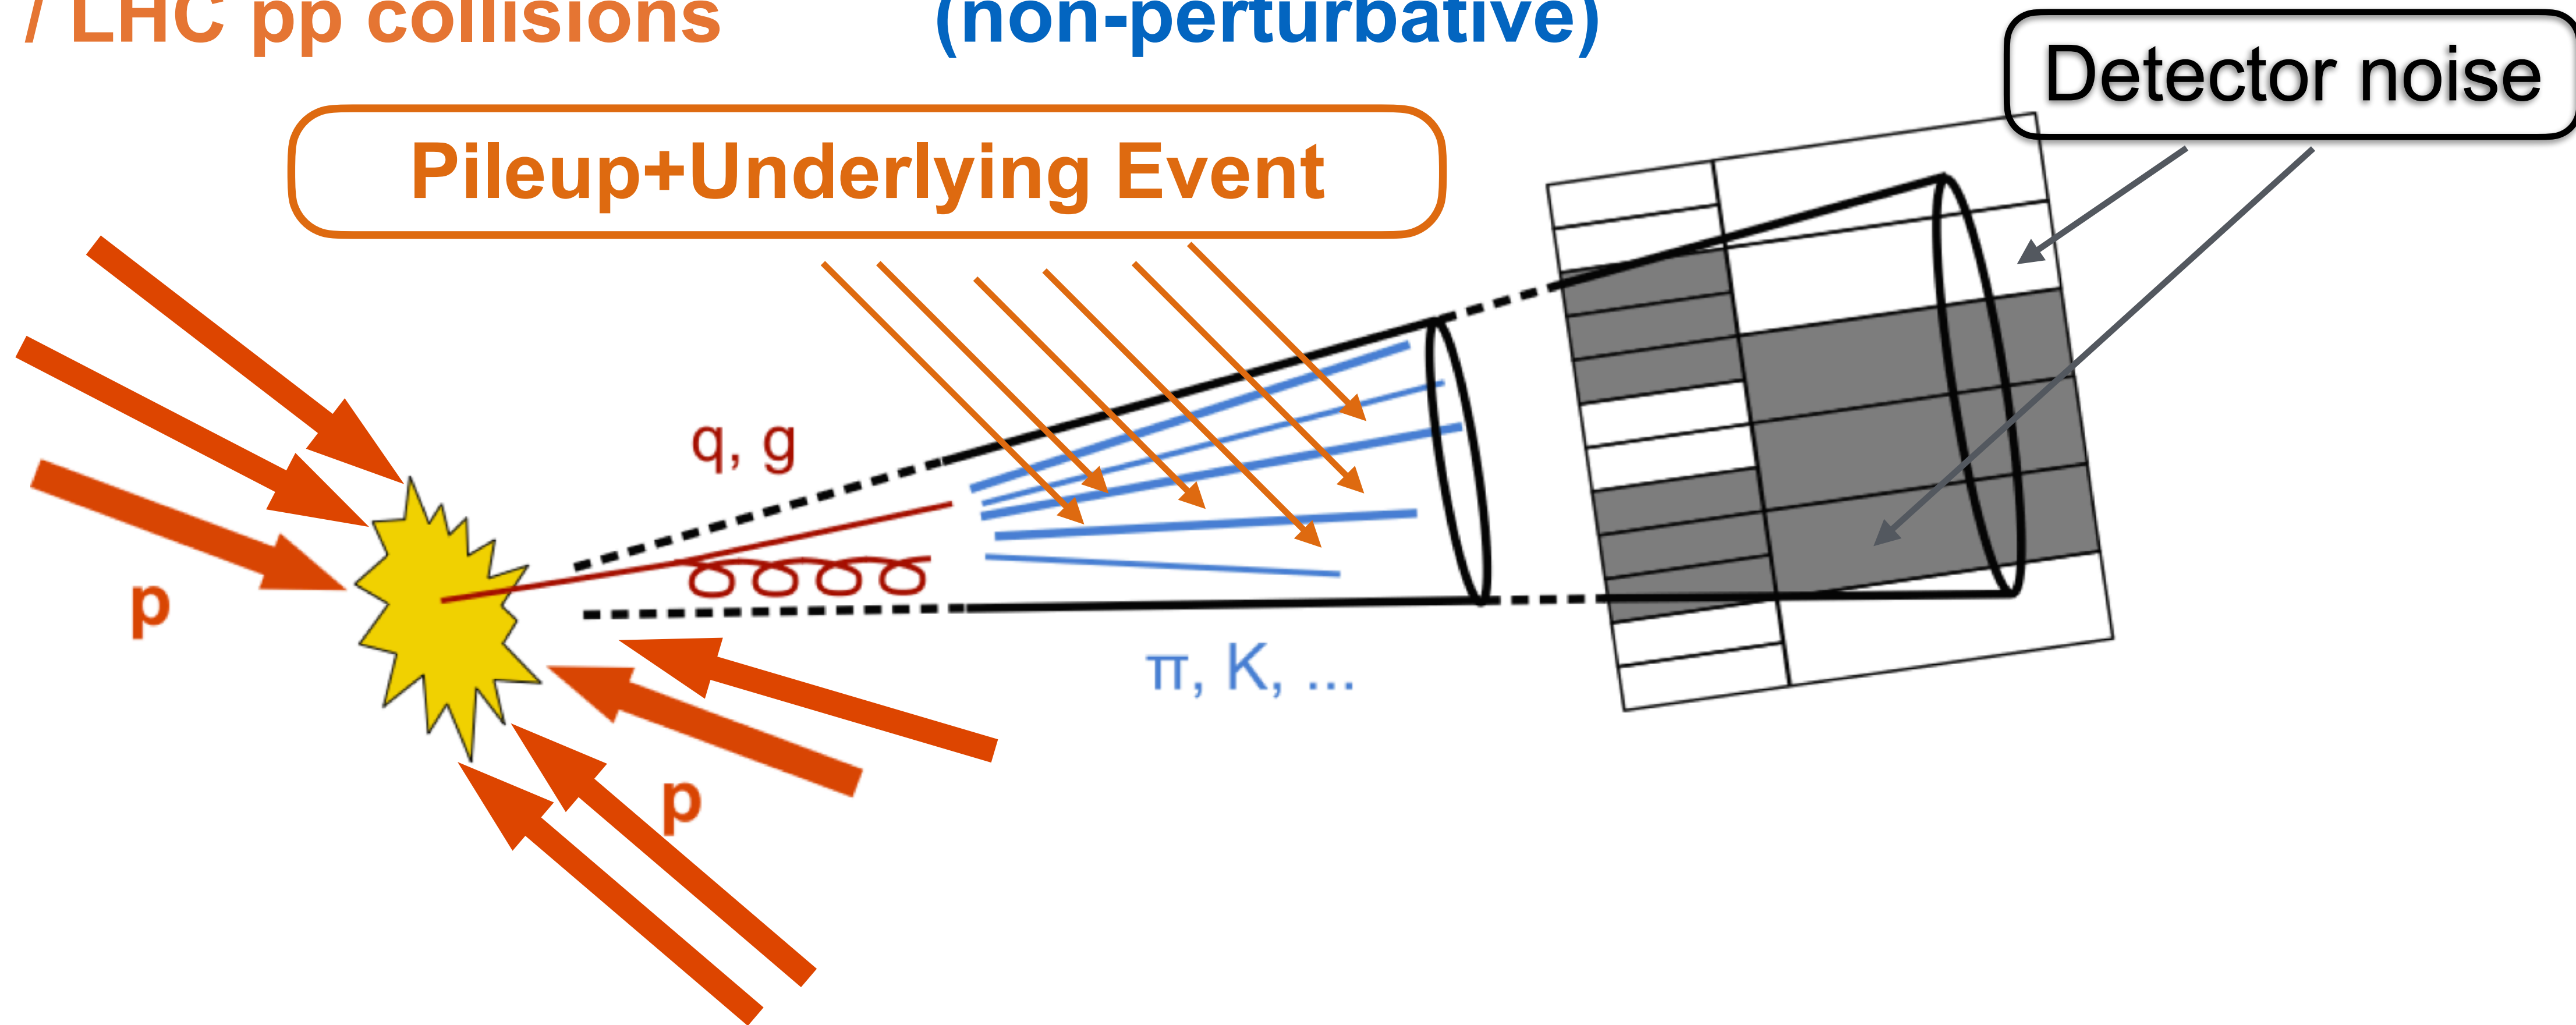 / LHC pp collisions (non-perturbative)
Detector noise
Pileup+Underlying Event
q, g
p
π, K, ...
p